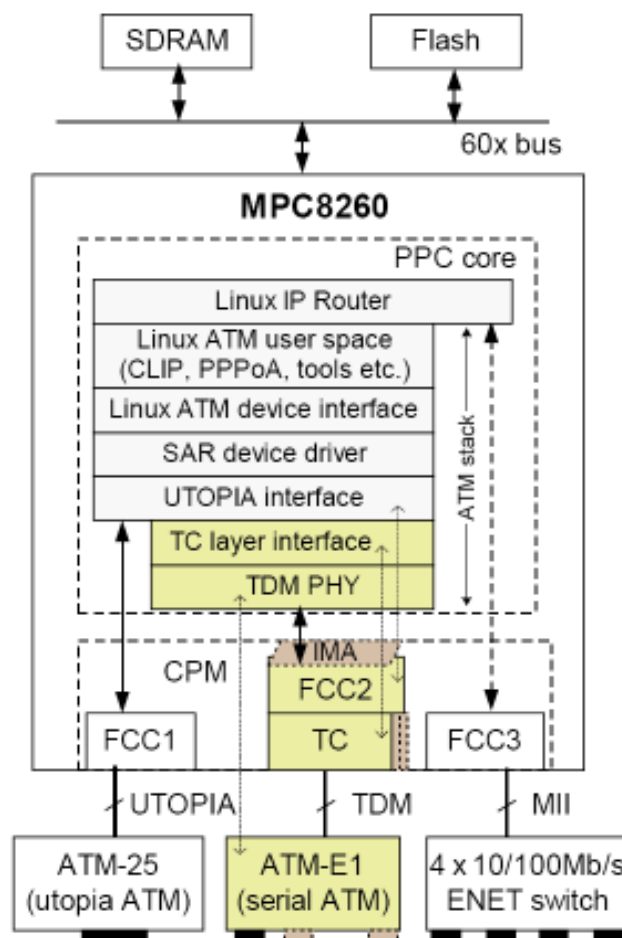 SDRAM
Flash
60x bus
MPC8260
PPC core
Linux IP Router
Linux ATM user space
(CLIP, PPPoA, tools etc.)
Linux ATM device interface
SAR device driver
UTOPIA interface
TC layer interface
TDM PHY
ATM stack
CPM
IMA
FCC2
FCC1
TC
FCC3
UTOPIA
TDM
MII
ATM-25
(utopia ATM)
ATM-E1
(serial ATM)
4 x 10/100Mb/s
ENET switch